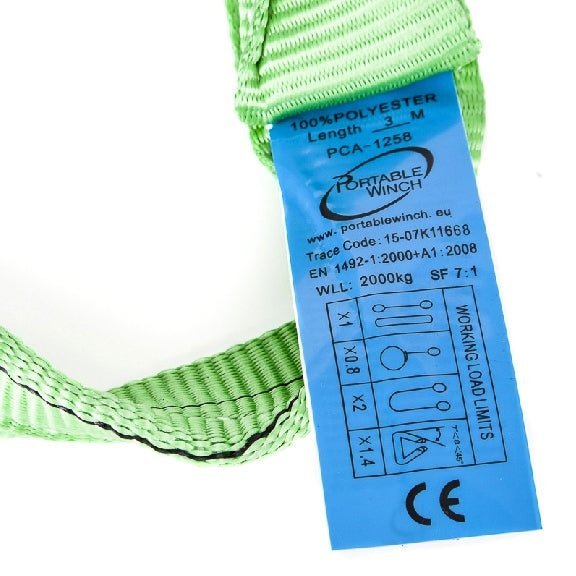 100%POLYESTER
Length 3 M
PCA-1258
PORTABLE
WINCH
www.portablewinch.eu
Trace Code: 15-07K11668
EN 1492-1:2000+A1:2008
WLL: 2000kg SF 7:1
WORKING LOAD LIMITS
X1
X0.8
X2
X1.4
CE